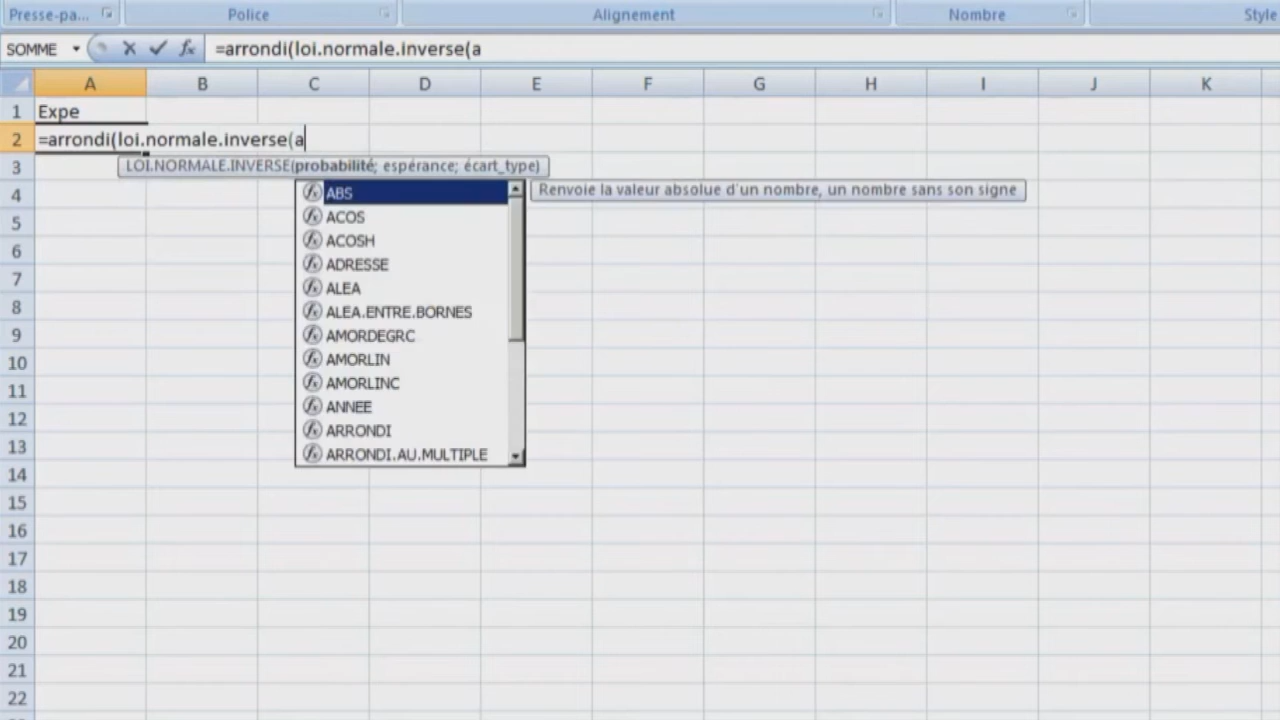 Presse-pa... Police Alignement Nombre Style
SOMME =arrondi(loi.normale.inverse(a
A B C D E F G H I J K
1 Expe
2 =arrondi(loi.normale.inverse(a
3 LOI.NORMALE.INVERSE(probabilité; espérance; écart_type)
ABS Renvoie la valeur absolue d'un nombre, un nombre sans son signe
4
ACOS
5
ACOSH
6
ADRESSE
7
ALEA
8
ALEA.ENTRE.BORNES
9
AMORDEGRC
10
AMORLIN
11
AMORLINC
12
ANNEE
13
ARRONDI
ARRONDI.AU.MULTIPLE
14
15
16
17
18
19
20
21
22